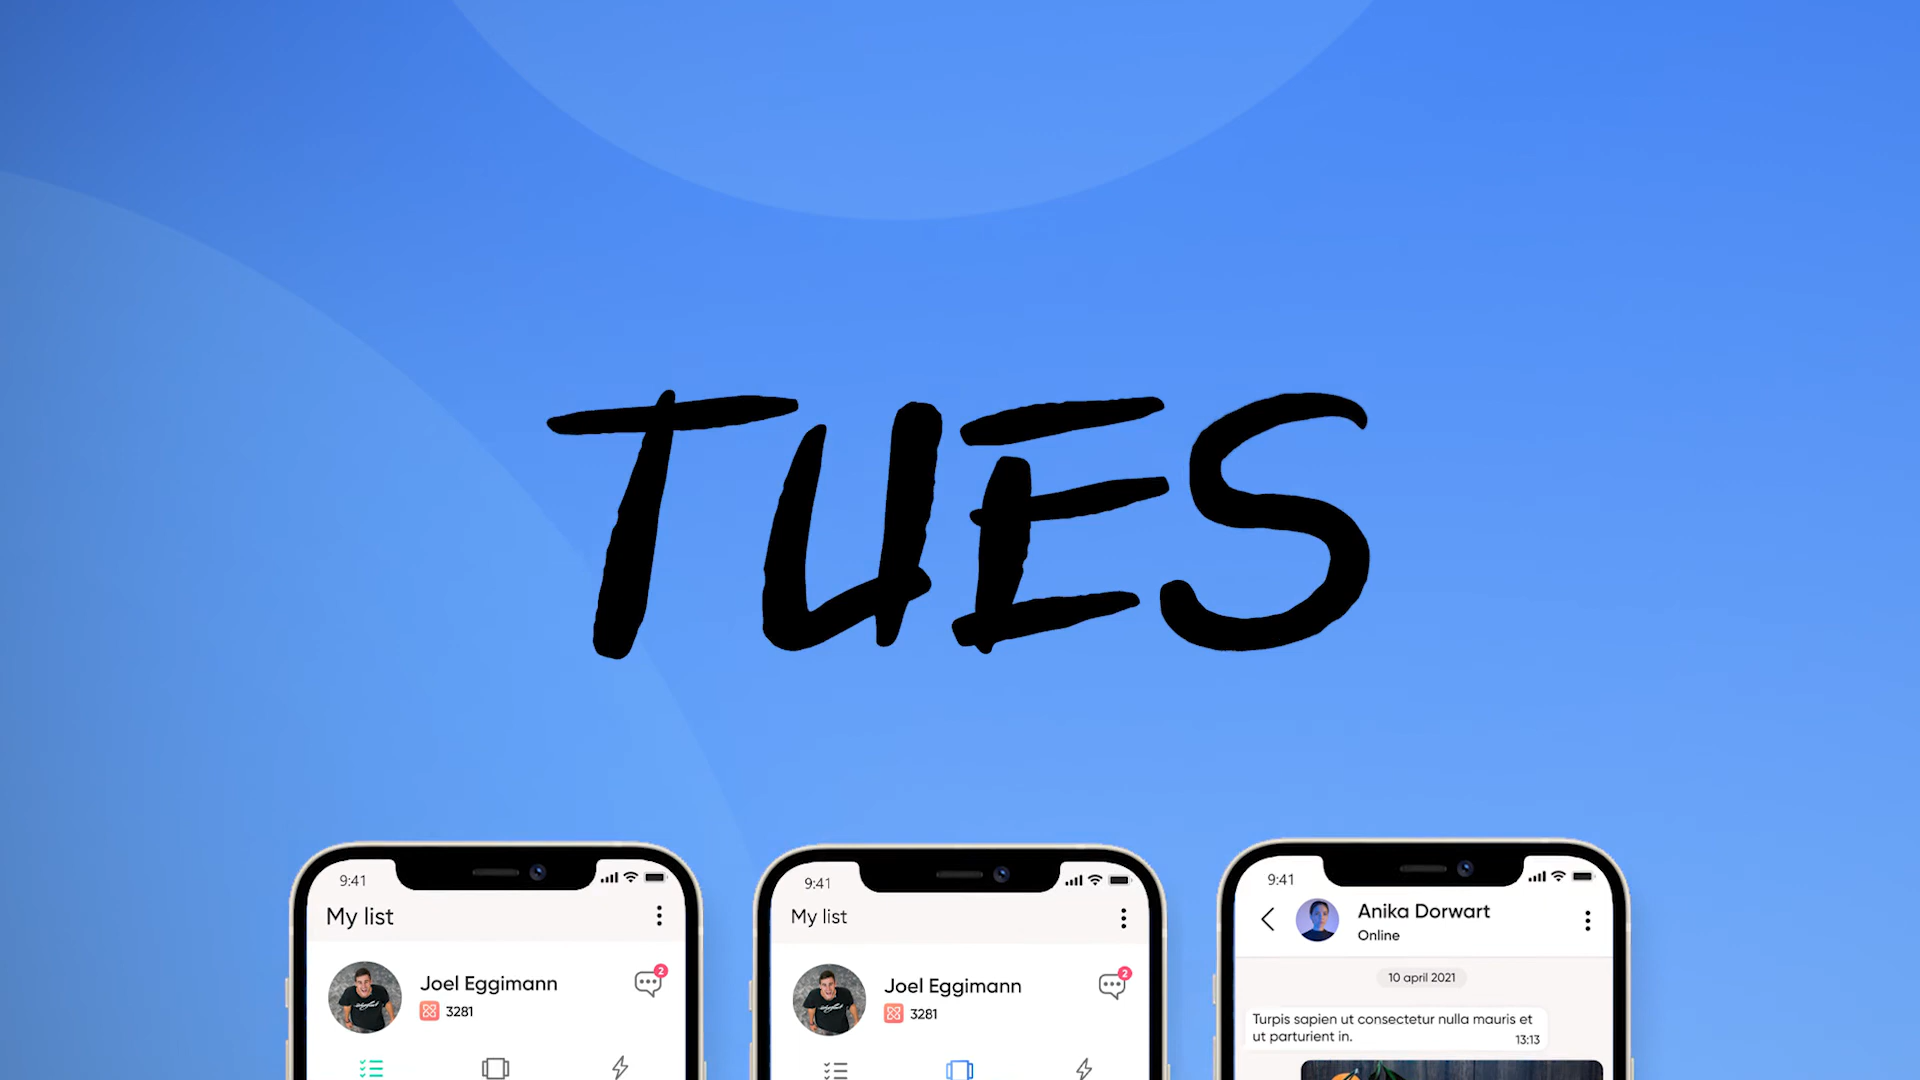 TUES
9:41
My list
Joel Eggimann
2
3281
9:41
My list
Joel Eggimann
2
3281
9:41
Anika Dorwart
Online
10 april 2021
Turpis sapien ut consectetur nulla mauris et
ut parturient in.
13:13